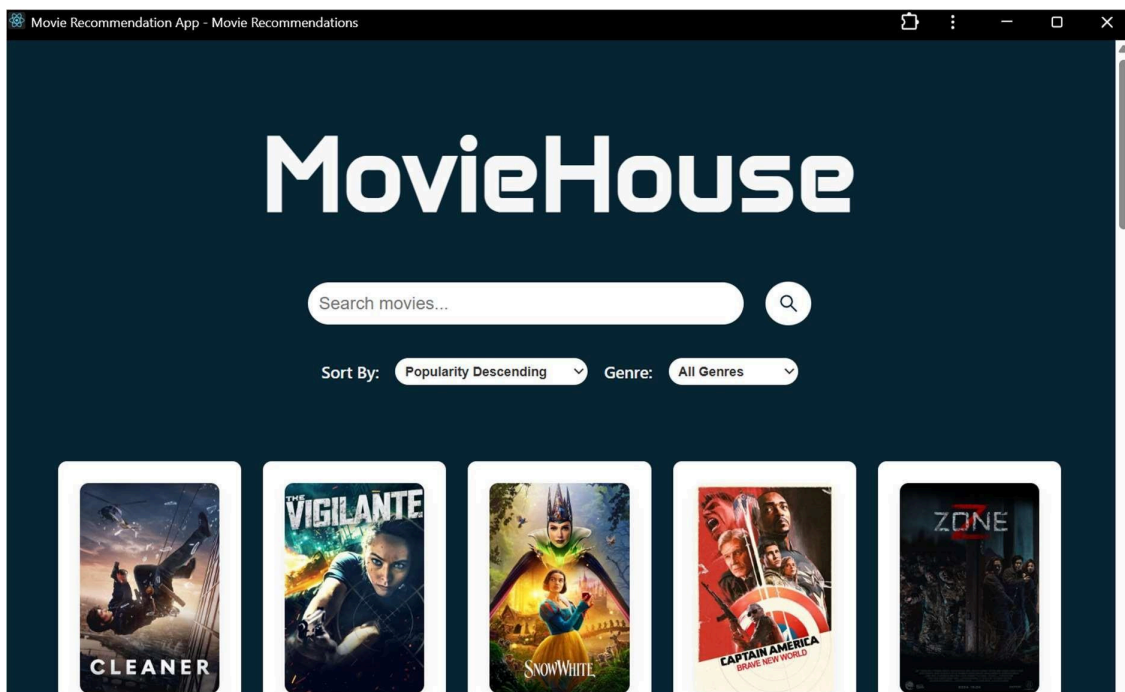 Movie Recommendation App - Movie Recommendations
MovieHouse
Search movies...
Sort By: Popularity Descending Genre: All Genres
CLEANER
THE
VIGILANTE
SNOW WHITE
CAPTAIN AMERICA
BRAVE NEW WORLD
Z
ZONE